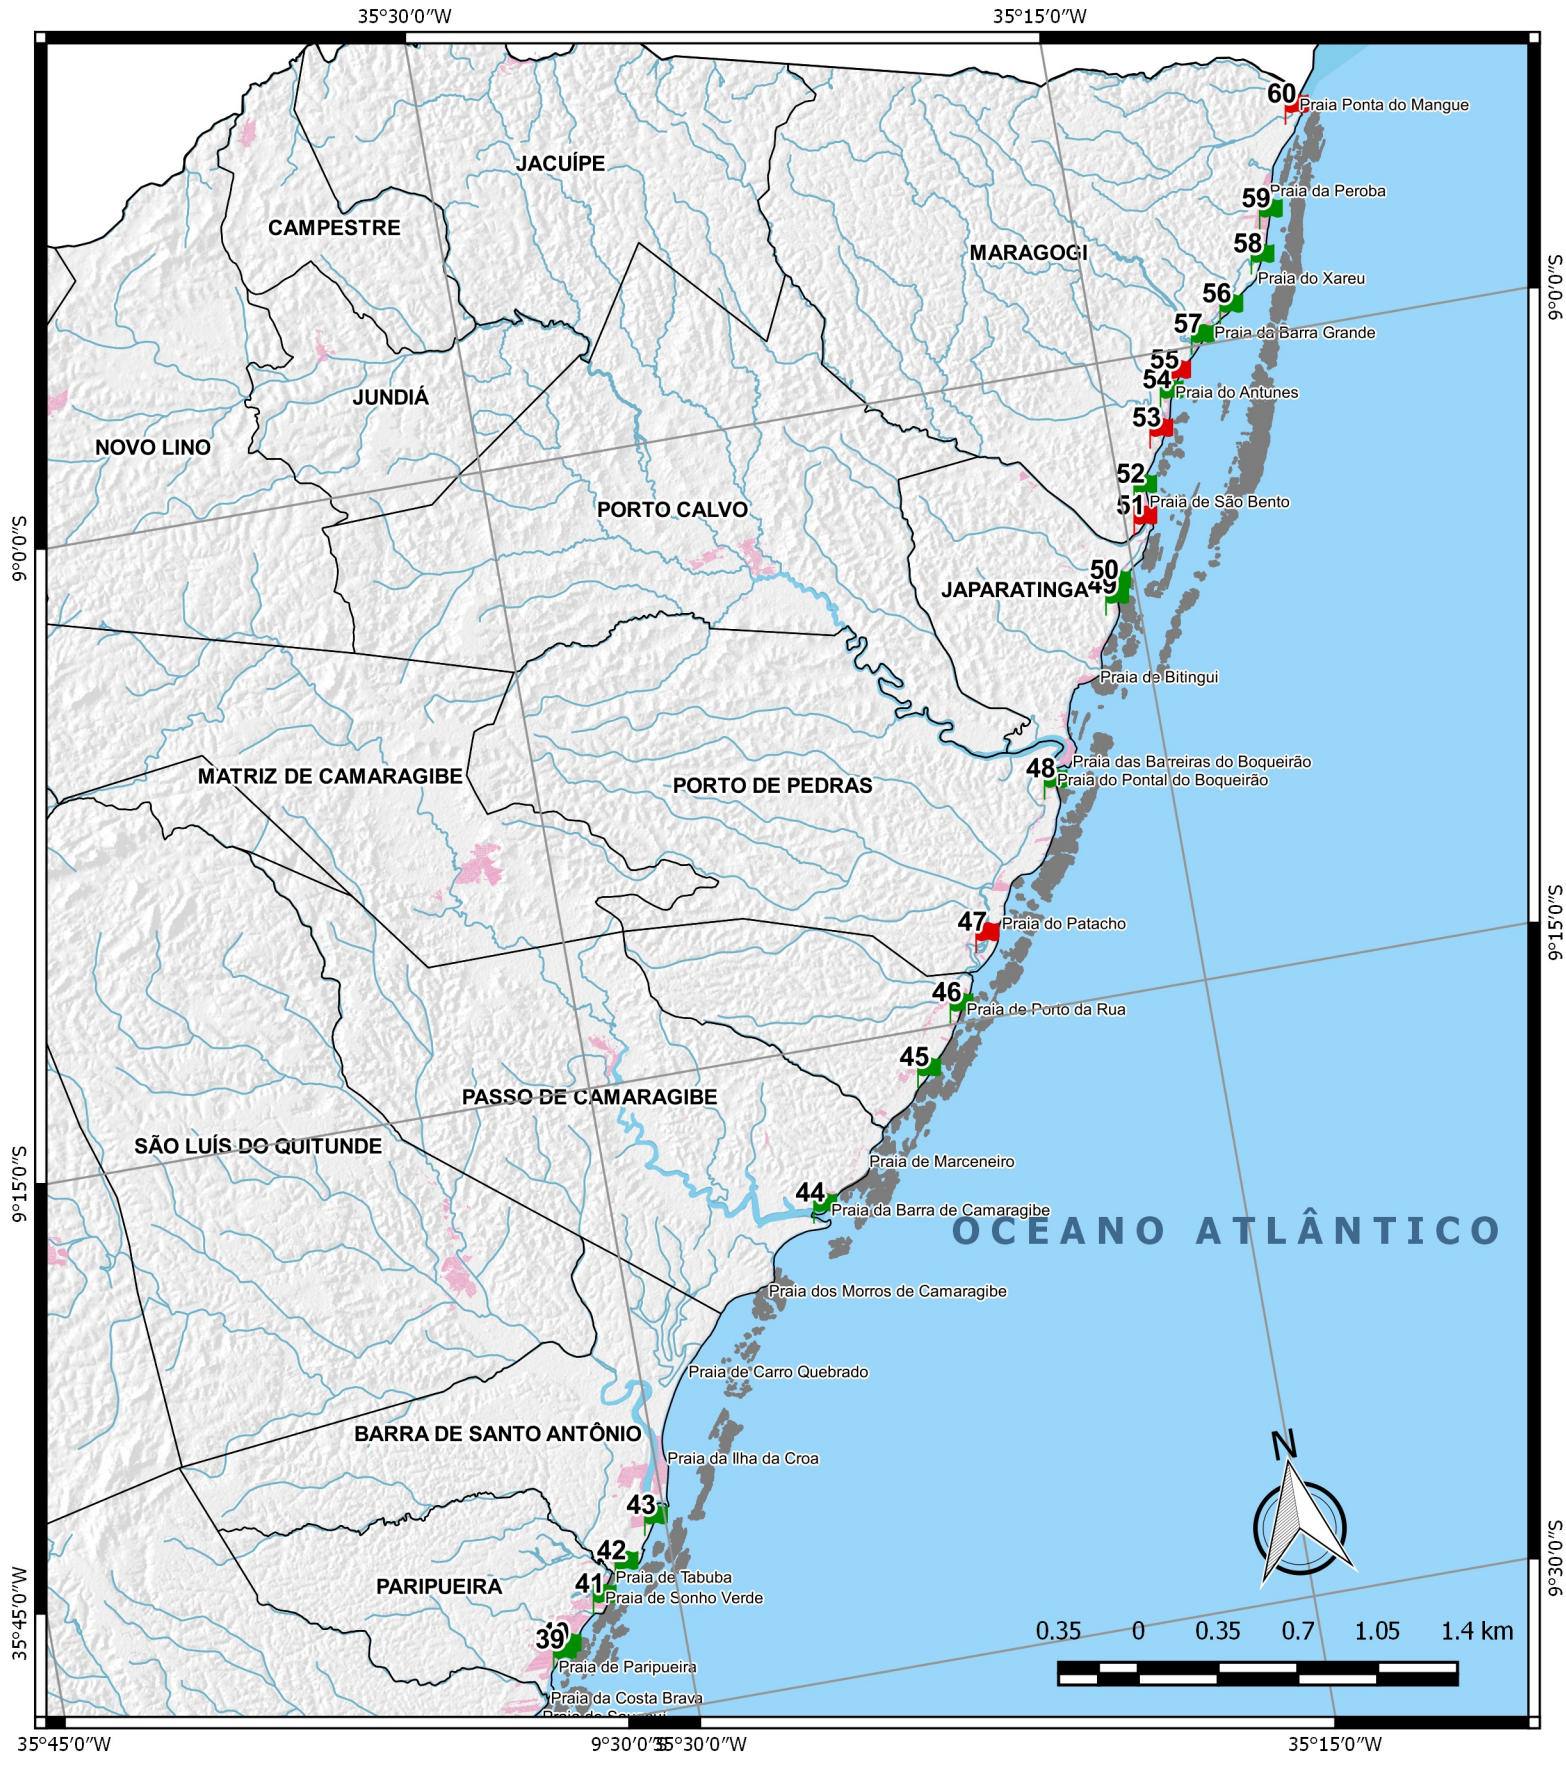 35°30′0″W
35°15′0″W
60
Praia Ponta do Mangue
JACUÍPE
59
Praia da Peroba
CAMPESTRE
58
MARAGOGI
Praia do Xareu
9°0′0″S
56
57
Praia da Barra Grande
55
54
Praia do Antunes
JUNDIÁ
53
NOVO LINO
52
51
Praia de São Bento
PORTO CALVO
9°0′0″S
50
JAPARATINGA
49
Praia de Bitingui
Praia das Barreiras do Boqueirão
48
Praia do Pontal do Boqueirão
MATRIZ DE CAMARAGIBE
PORTO DE PEDRAS
47
Praia do Patacho
9°15′0″S
46
Praia de Porto da Rua
45
PASSO DE CAMARAGIBE
SÃO LUÍS DO QUITUNDE
Praia de Marceneiro
9°15′0″S
44
Praia da Barra de Camaragibe
OCEANO ATLÂNTICO
Praia dos Morros de Camaragibe
Praia de Carro Quebrado
BARRA DE SANTO ANTÔNIO
Praia da Ilha da Croa
N
43
9°30′0″S
42
Praia de Tabuba
41
PARIPUEIRA
Praia de Sonho Verde
35°45′0″W
39
0.35 0 0.35 0.7 1.05 1.4 km
Praia de Paripueira
Praia da Costa Brava
35°45′0″W
9°30′0″S
35°30′0″W
35°15′0″W